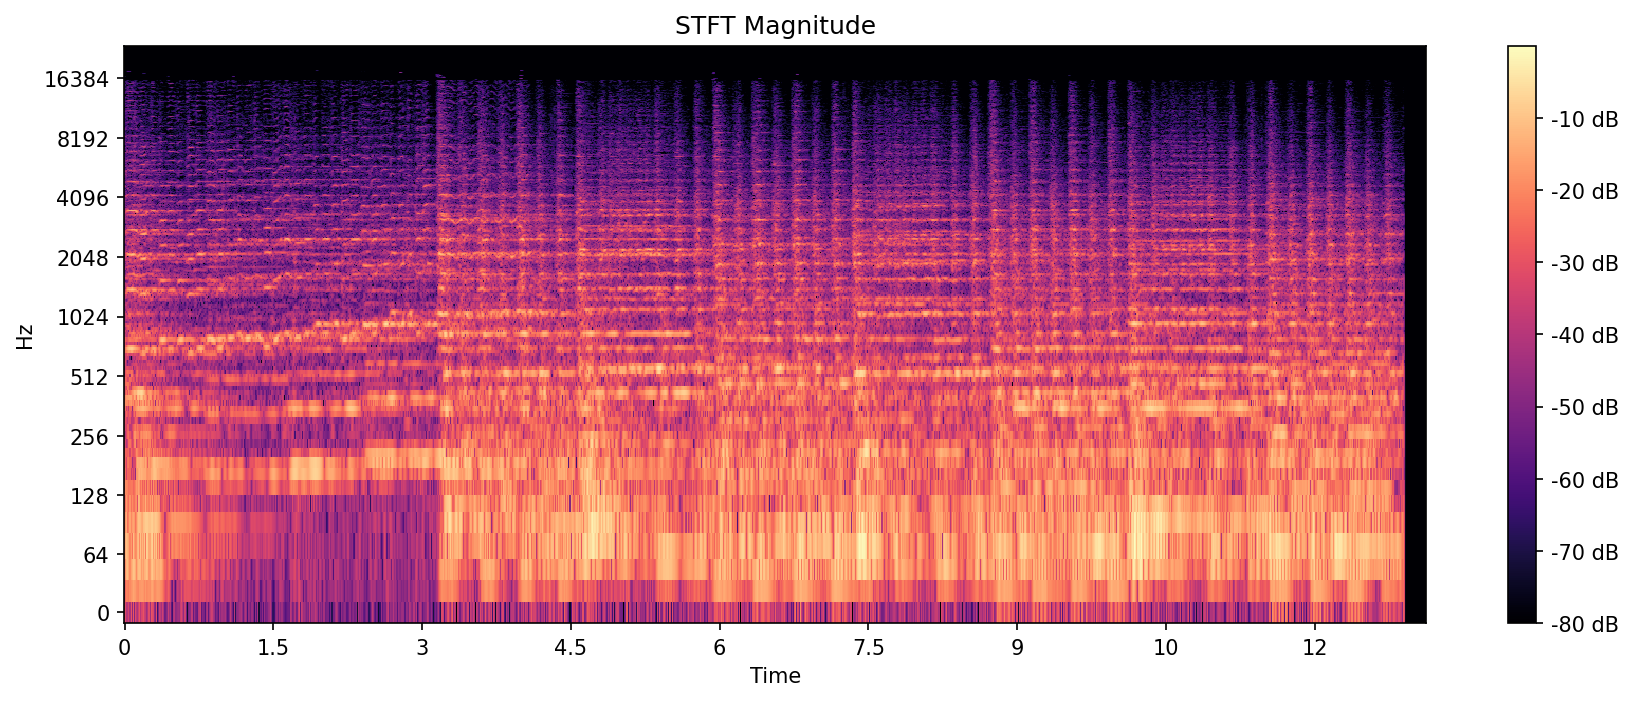 STFT Magnitude
16384
8192
4096
2048
1024
512
256
128
64
0
Hz
0 1.5 3 4.5 6 7.5 9 10 12
Time
-10 dB
-20 dB
-30 dB
-40 dB
-50 dB
-60 dB
-70 dB
-80 dB